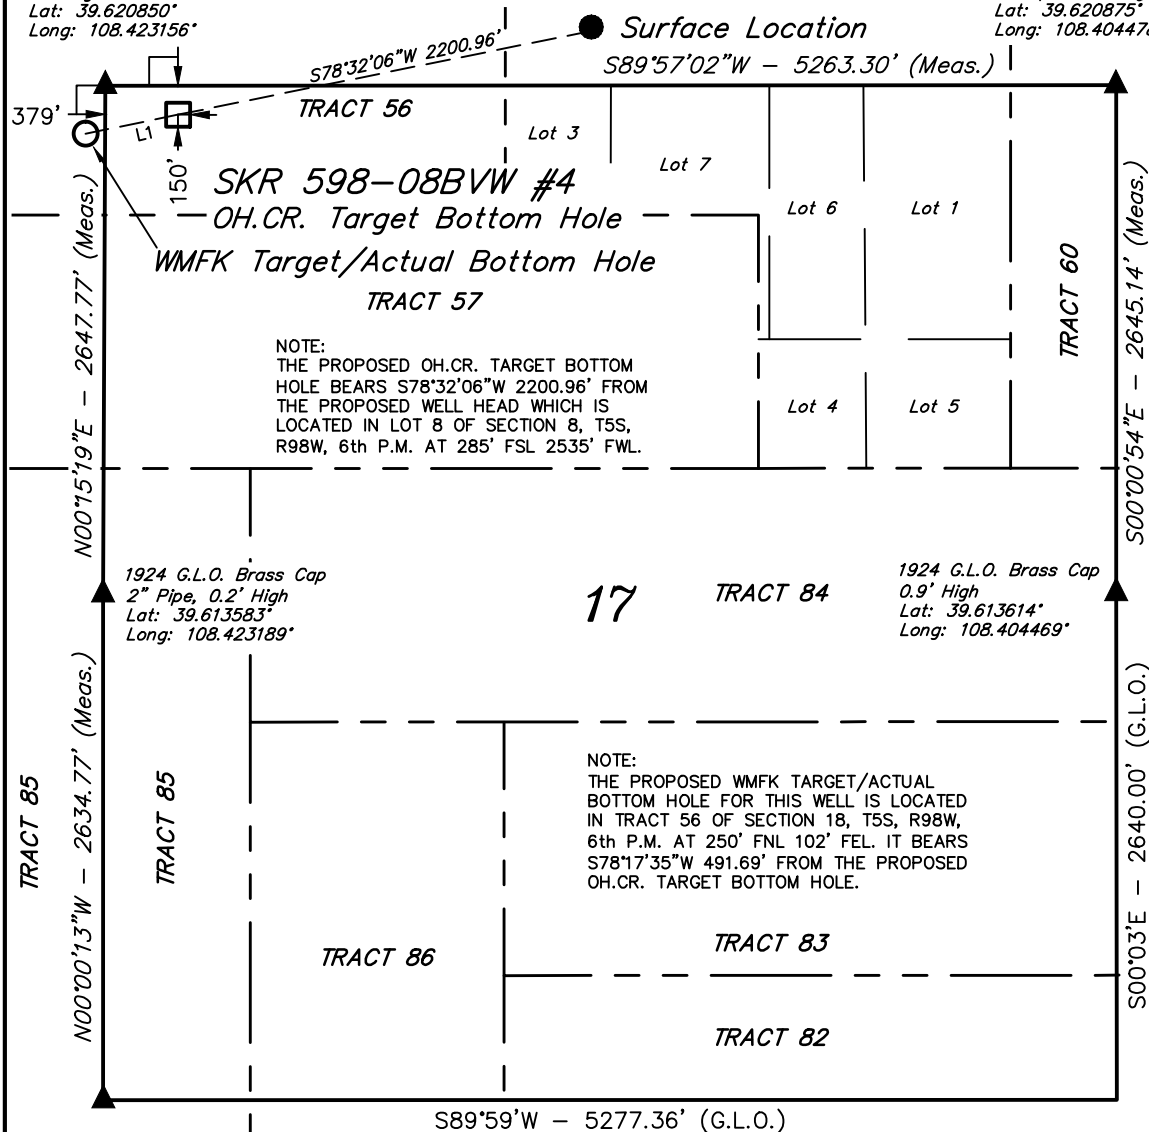 Lat: 39.620850°
Long: 108.423156°
Lat: 39.620875°
Long: 108.404478
Surface Location
S78°32'06"W 2200.96'
S89°57'02"W – 5263.30' (Meas.)
379'
L1
150'
TRACT 56
Lot 3
Lot 7
Lot 6
Lot 1
SKR 598–08BVW #4
OH.CR. Target Bottom Hole
WMFK Target/Actual Bottom Hole
TRACT 57
TRACT 60
N00°15'19"E – 2647.77' (Meas.)
S00°00'54"E – 2645.14' (Meas.)
NOTE:
THE PROPOSED OH.CR. TARGET BOTTOM
HOLE BEARS S78°32'06"W 2200.96' FROM
THE PROPOSED WELL HEAD WHICH IS
LOCATED IN LOT 8 OF SECTION 8, T5S,
R98W, 6th P.M. AT 285' FSL 2535' FWL.
Lot 4
Lot 5
1924 G.L.O. Brass Cap
2" Pipe, 0.2' High
Lat: 39.613583°
Long: 108.423189°
17
TRACT 84
1924 G.L.O. Brass Cap
0.9' High
Lat: 39.613614°
Long: 108.404469°
N00°00'13"W – 2634.77' (Meas.)
S00°03'E – 2640.00' (G.L.O.)
TRACT 85
TRACT 85
NOTE:
THE PROPOSED WMFK TARGET/ACTUAL
BOTTOM HOLE FOR THIS WELL IS LOCATED
IN TRACT 56 OF SECTION 18, T5S, R98W,
6th P.M. AT 250' FNL 102' FEL. IT BEARS
S78°17'35"W 491.69' FROM THE PROPOSED
OH.CR. TARGET BOTTOM HOLE.
TRACT 86
TRACT 83
TRACT 82
S89°59'W – 5277.36' (G.L.O.)